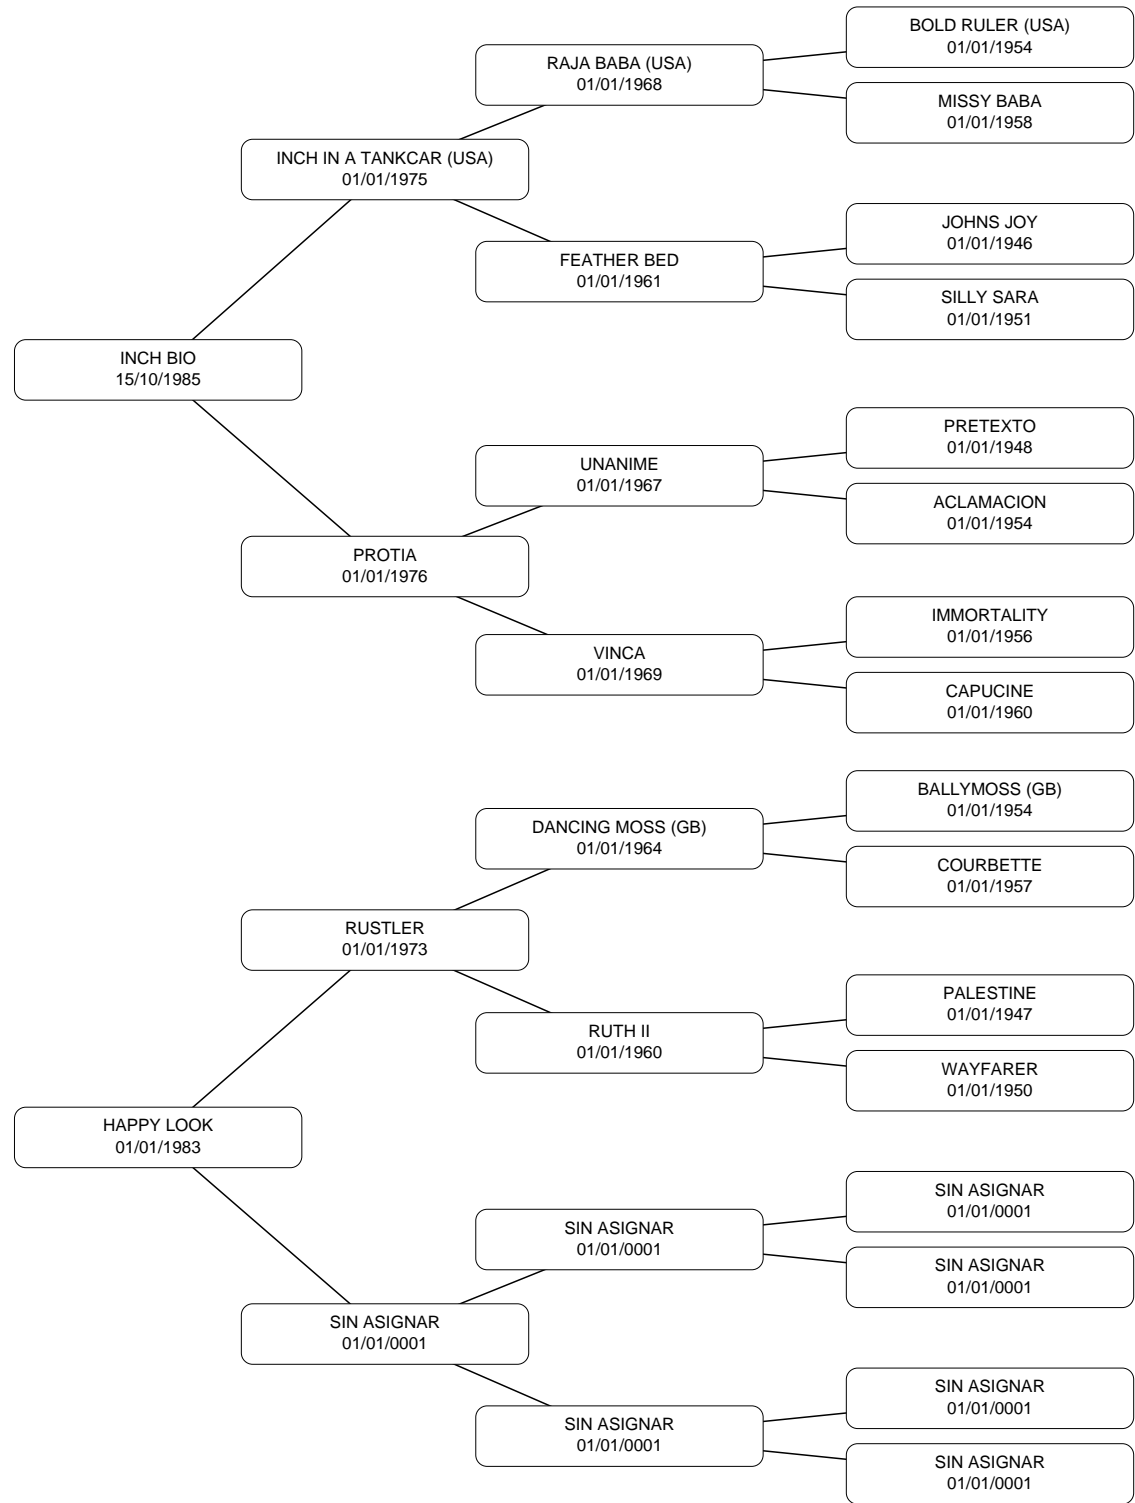 BOLD RULER (USA)
01/01/1954
RAJA BABA (USA)
01/01/1968
MISSY BABA
01/01/1958
INCH IN A TANKCAR (USA)
01/01/1975
JOHNS JOY
01/01/1946
FEATHER BED
01/01/1961
SILLY SARA
01/01/1951
INCH BIO
15/10/1985
PRETEXTO
01/01/1948
UNANIME
01/01/1967
ACLAMACION
01/01/1954
PROTIA
01/01/1976
IMMORTALITY
01/01/1956
VINCA
01/01/1969
CAPUCINE
01/01/1960
BALLYMOSS (GB)
01/01/1954
DANCING MOSS (GB)
01/01/1964
COURBETTE
01/01/1957
RUSTLER
01/01/1973
PALESTINE
01/01/1947
RUTH II
01/01/1960
WAYFARER
01/01/1950
HAPPY LOOK
01/01/1983
SIN ASIGNAR
01/01/0001
SIN ASIGNAR
01/01/0001
SIN ASIGNAR
01/01/0001
SIN ASIGNAR
01/01/0001
SIN ASIGNAR
01/01/0001
SIN ASIGNAR
01/01/0001
SIN ASIGNAR
01/01/0001